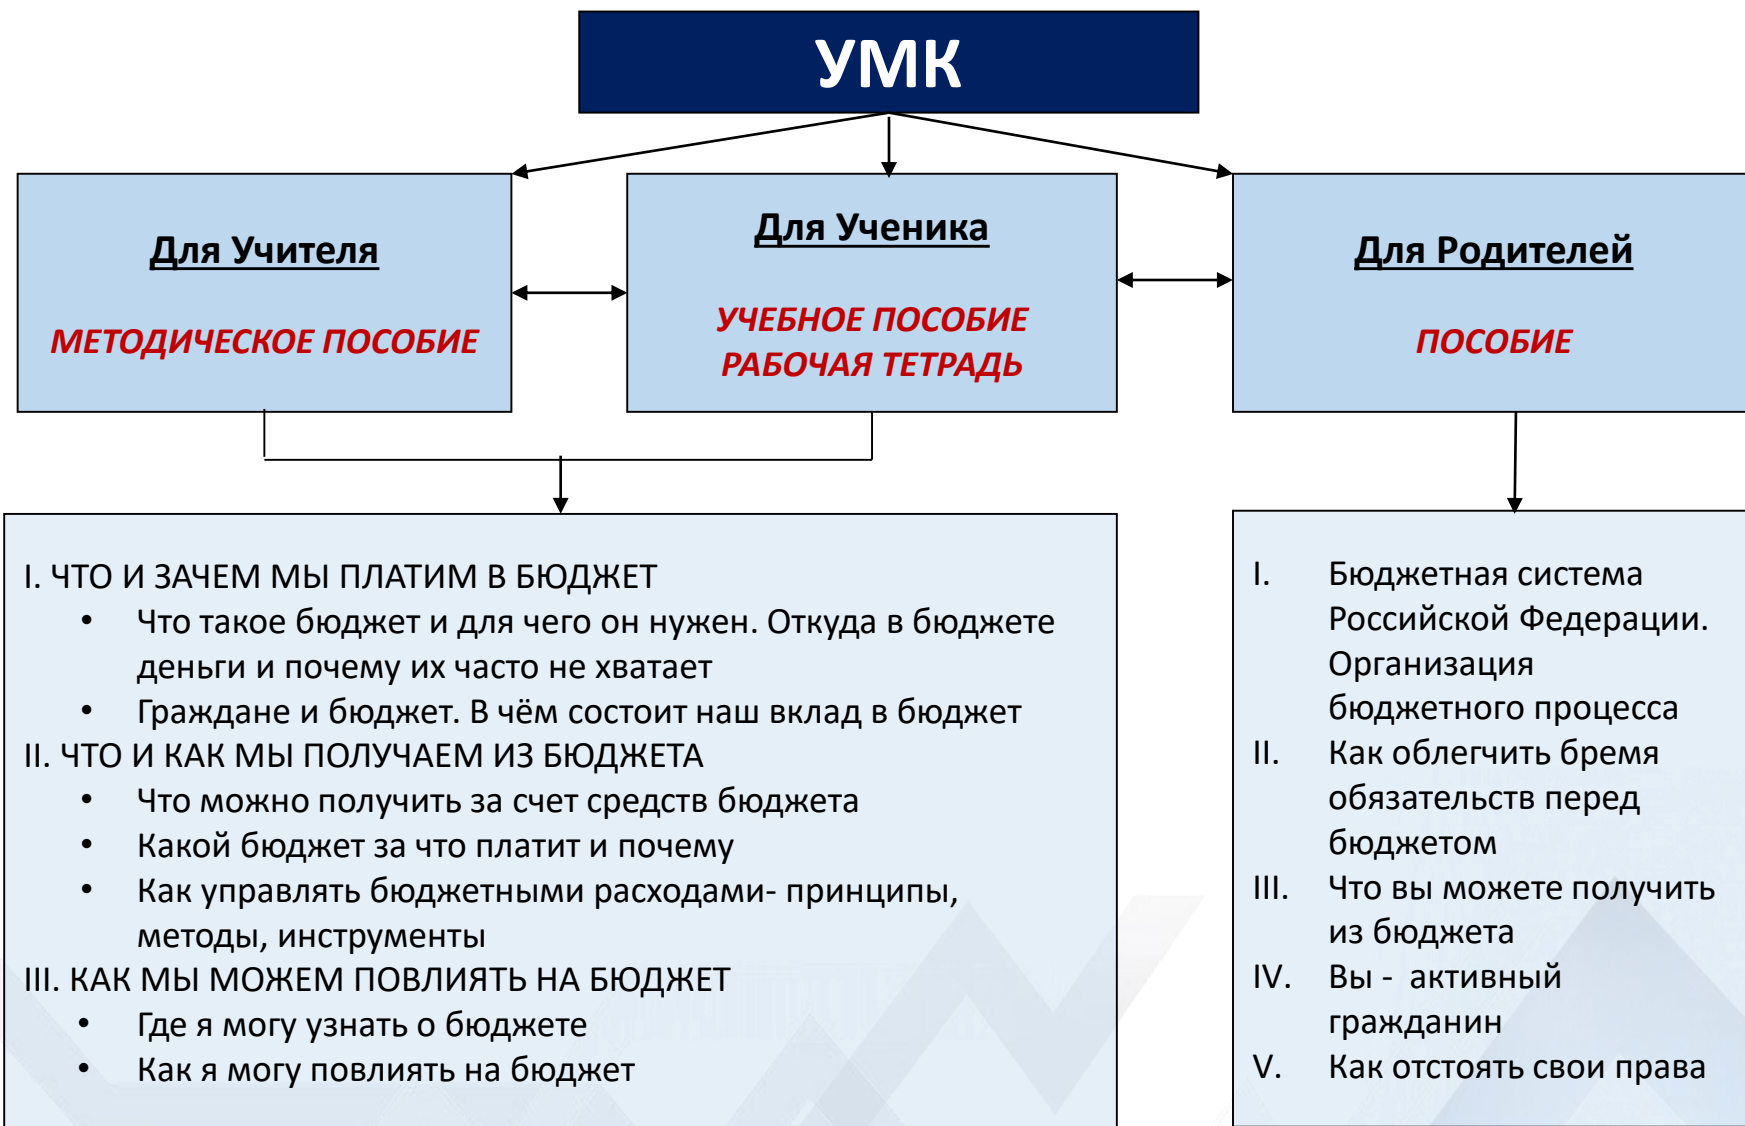 УМК
Для Учителя
МЕТОДИЧЕСКОЕ ПОСОБИЕ
Для Ученика
УЧЕБНОЕ ПОСОБИЕ
РАБОЧАЯ ТЕТРАДЬ
Для Родителей
ПОСОБИЕ
I. ЧТО И ЗАЧЕМ МЫ ПЛАТИМ В БЮДЖЕТ
• Что такое бюджет и для чего он нужен. Откуда в бюджете
деньги и почему их часто не хватает
• Граждане и бюджет. В чём состоит наш вклад в бюджет
II. ЧТО И КАК МЫ ПОЛУЧАЕМ ИЗ БЮДЖЕТА
• Что можно получить за счет средств бюджета
• Какой бюджет за что платит и почему
• Как управлять бюджетными расходами- принципы,
методы, инструменты
III. КАК МЫ МОЖЕМ ПОВЛИЯТЬ НА БЮДЖЕТ
• Где я могу узнать о бюджете
• Как я могу повлиять на бюджет
I. Бюджетная система
Российской Федерации.
Организация
бюджетного процесса
II. Как облегчить бремя
обязательств перед
бюджетом
III. Что вы можете получить
из бюджета
IV. Вы - активный
гражданин
V. Как отстоять свои права